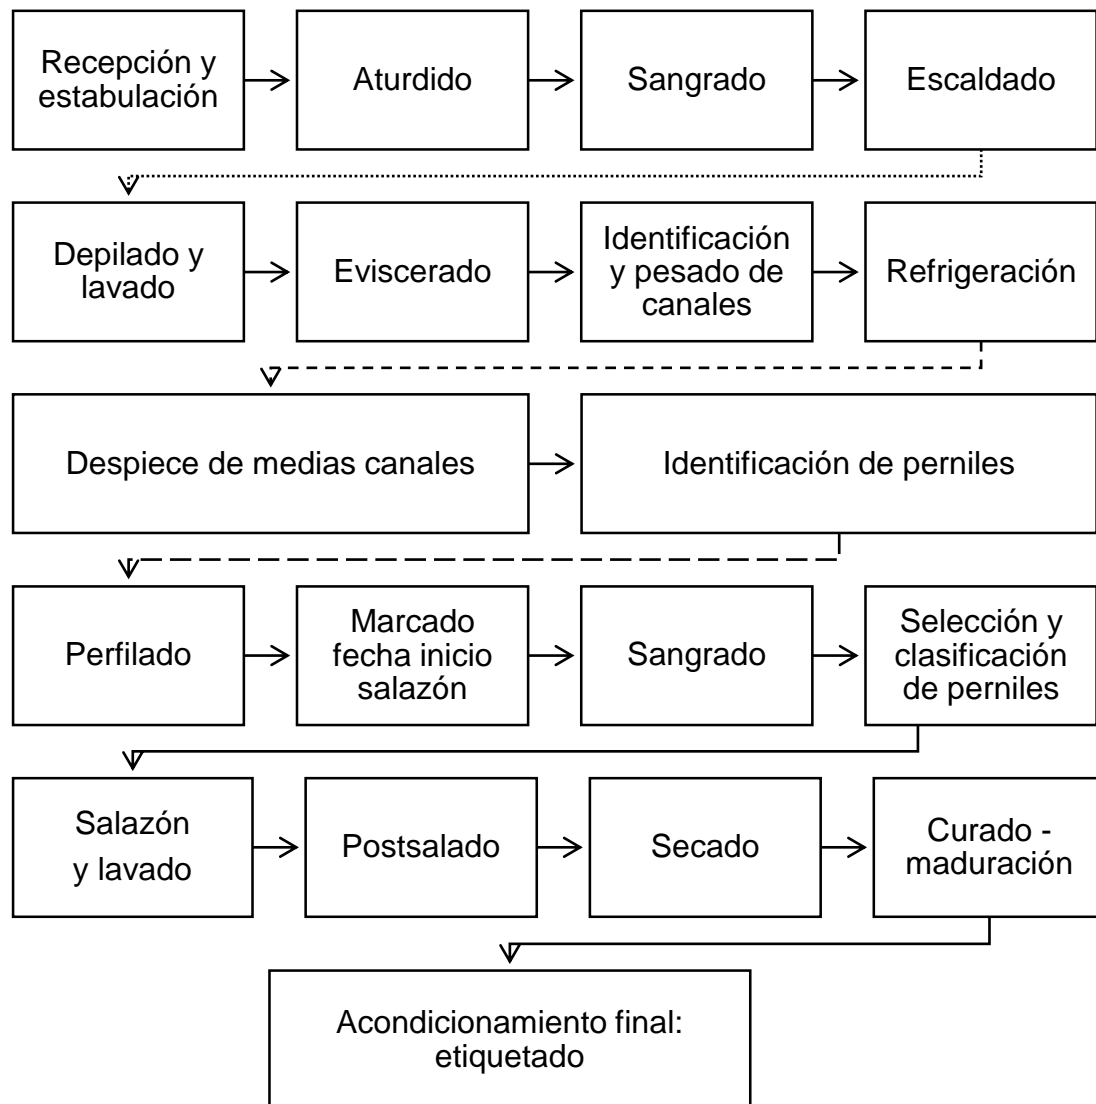 Recepción y
estabulación
Aturdido
Sangrado
Escaldado
Depilado y
lavado
Eviscerado
Identificación
y pesado de
canales
Refrigeración
Despiece de medias canales
Identificación de perniles
Perfilado
Marcado
fecha inicio
salazón
Sangrado
Selección y
clasificación
de perniles
Salazón
y lavado
Postsalado
Secado
Curado -
maduración
Acondicionamiento final:
etiquetado